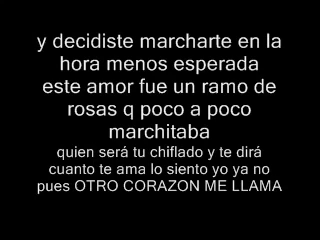 y decidiste marcharte en la
hora menos esperada
este amor fue un ramo de
rosas q poco a poco
marchitaba
quien será tu chiflado y te dirá
cuanto te ama lo siento yo ya no
pues OTRO CORAZON ME LLAMA